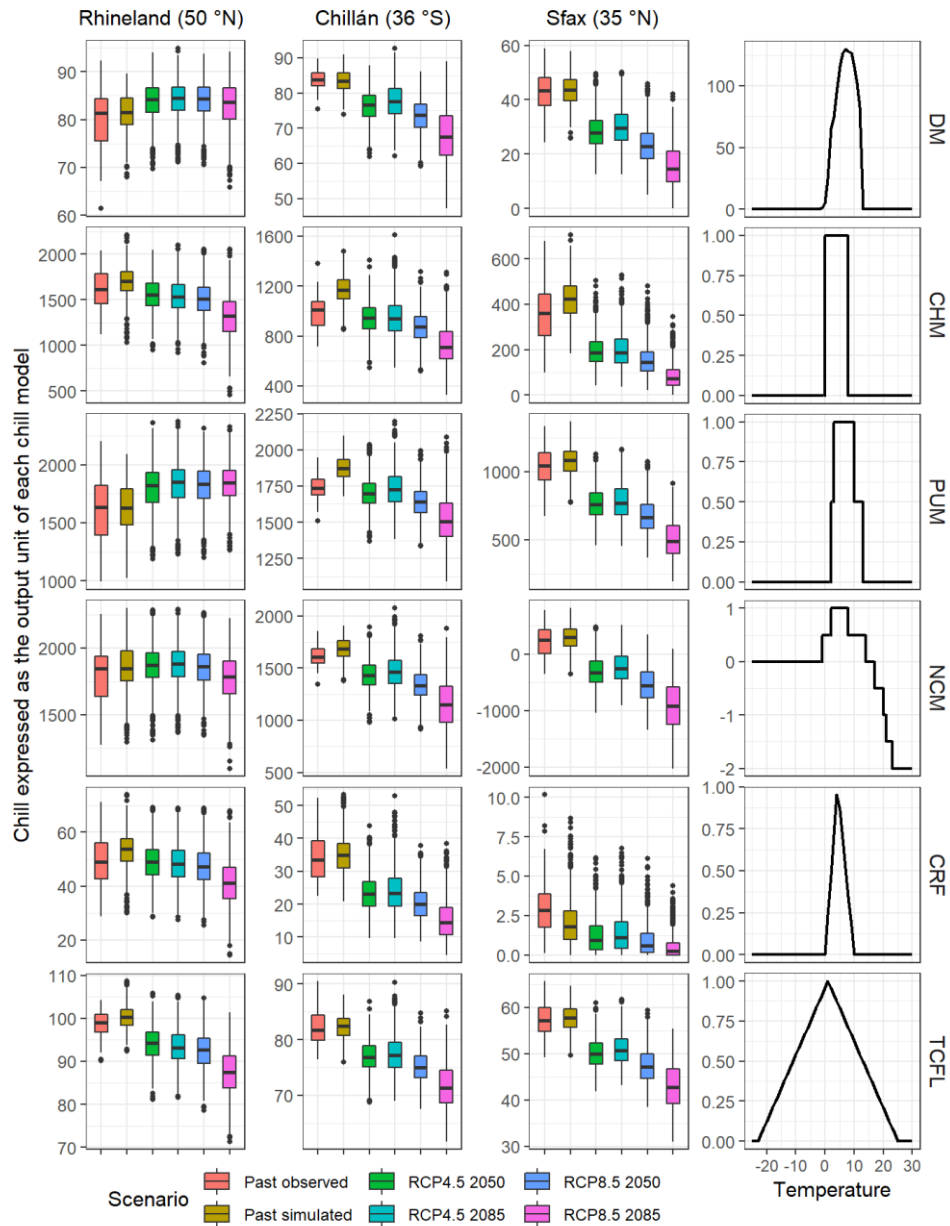 Rhineland (50 °N) Chillán (36 °S) Sfax (35 °N)
Chill expressed as the output unit of each chill model
90 80 70 60
90 80 70 60 50
60 40 20 0
100 50 0
DM
2000 1500 1000 500
1600 1200 800 400
600 400 200 0
1.00 0.75 0.50 0.25 0.00
CHM
2000 1500 1000
2250 2000 1750 1500 1250
1000 500
1.00 0.75 0.50 0.25 0.00
PUM
2000 1500
2000 1500 1000 500
0 -1000 -2000
1 0 -1 -2
NCM
60 40 20
50 40 30 20 10
10.0 7.5 5.0 2.5 0.0
1.00 0.75 0.50 0.25 0.00
CRF
110 100 90 80 70
90 80 70
60 50 40 30
1.00 0.75 0.50 0.25 0.00
TCFL
-20 -10 0 10 20 30
Temperature
Scenario
Past observed RCP4.5 2050 RCP8.5 2050
Past simulated RCP4.5 2085 RCP8.5 2085